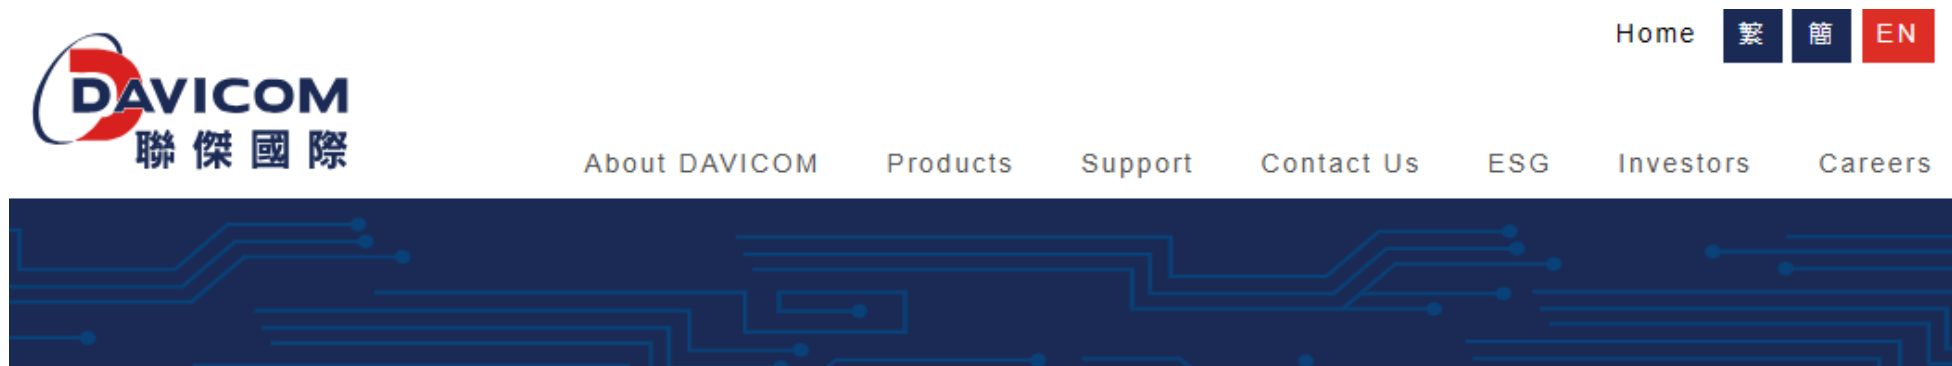 Home 繁 簡 EN
DAVICOM
聯傑國際
About DAVICOM Products Support Contact Us ESG Investors Careers